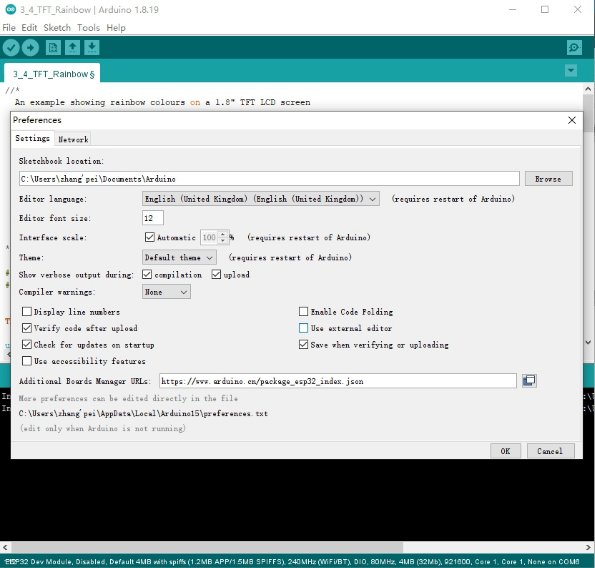 3_4_TFT_Rainbow | Arduino 1.8.19
File Edit Sketch Tools Help
3_4_TFT_Rainbow §
//*
An example showing rainbow colours on a 1.8" TFT LCD screen
Preferences
Settings Network
Sketchbook location:
C:\Users\zhang'pei\Documents\Arduino Browse
Editor language: English (United Kingdom) (English (United Kingdom)) (requires restart of Arduino)
Editor font size: 12
Interface scale: Automatic 100 % (requires restart of Arduino)
Theme: Default theme (requires restart of Arduino)
Show verbose output during: compilation upload
Compiler warnings: None
Display line numbers Enable Code Folding
Verify code after upload Use external editor
Check for updates on startup Save when verifying or uploading
Use accessibility features
Additional Boards Manager URLs: https://www.arduino.cn/package_esp32_index.json
More preferences can be edited directly in the file
C:\Users\zhang'pei\AppData\Local\Arduino15\preferences.txt
(edit only when Arduino is not running)
OK Cancel
ESP32 Dev Module, Disabled, Default 4MB with spiffs (1.2MB APP/1.5MB SPIFFS), 240MHz (WiFi/BT), DIO, 80MHz, 4MB (32Mb), 921600, Core 1, Core 1, None on COM6